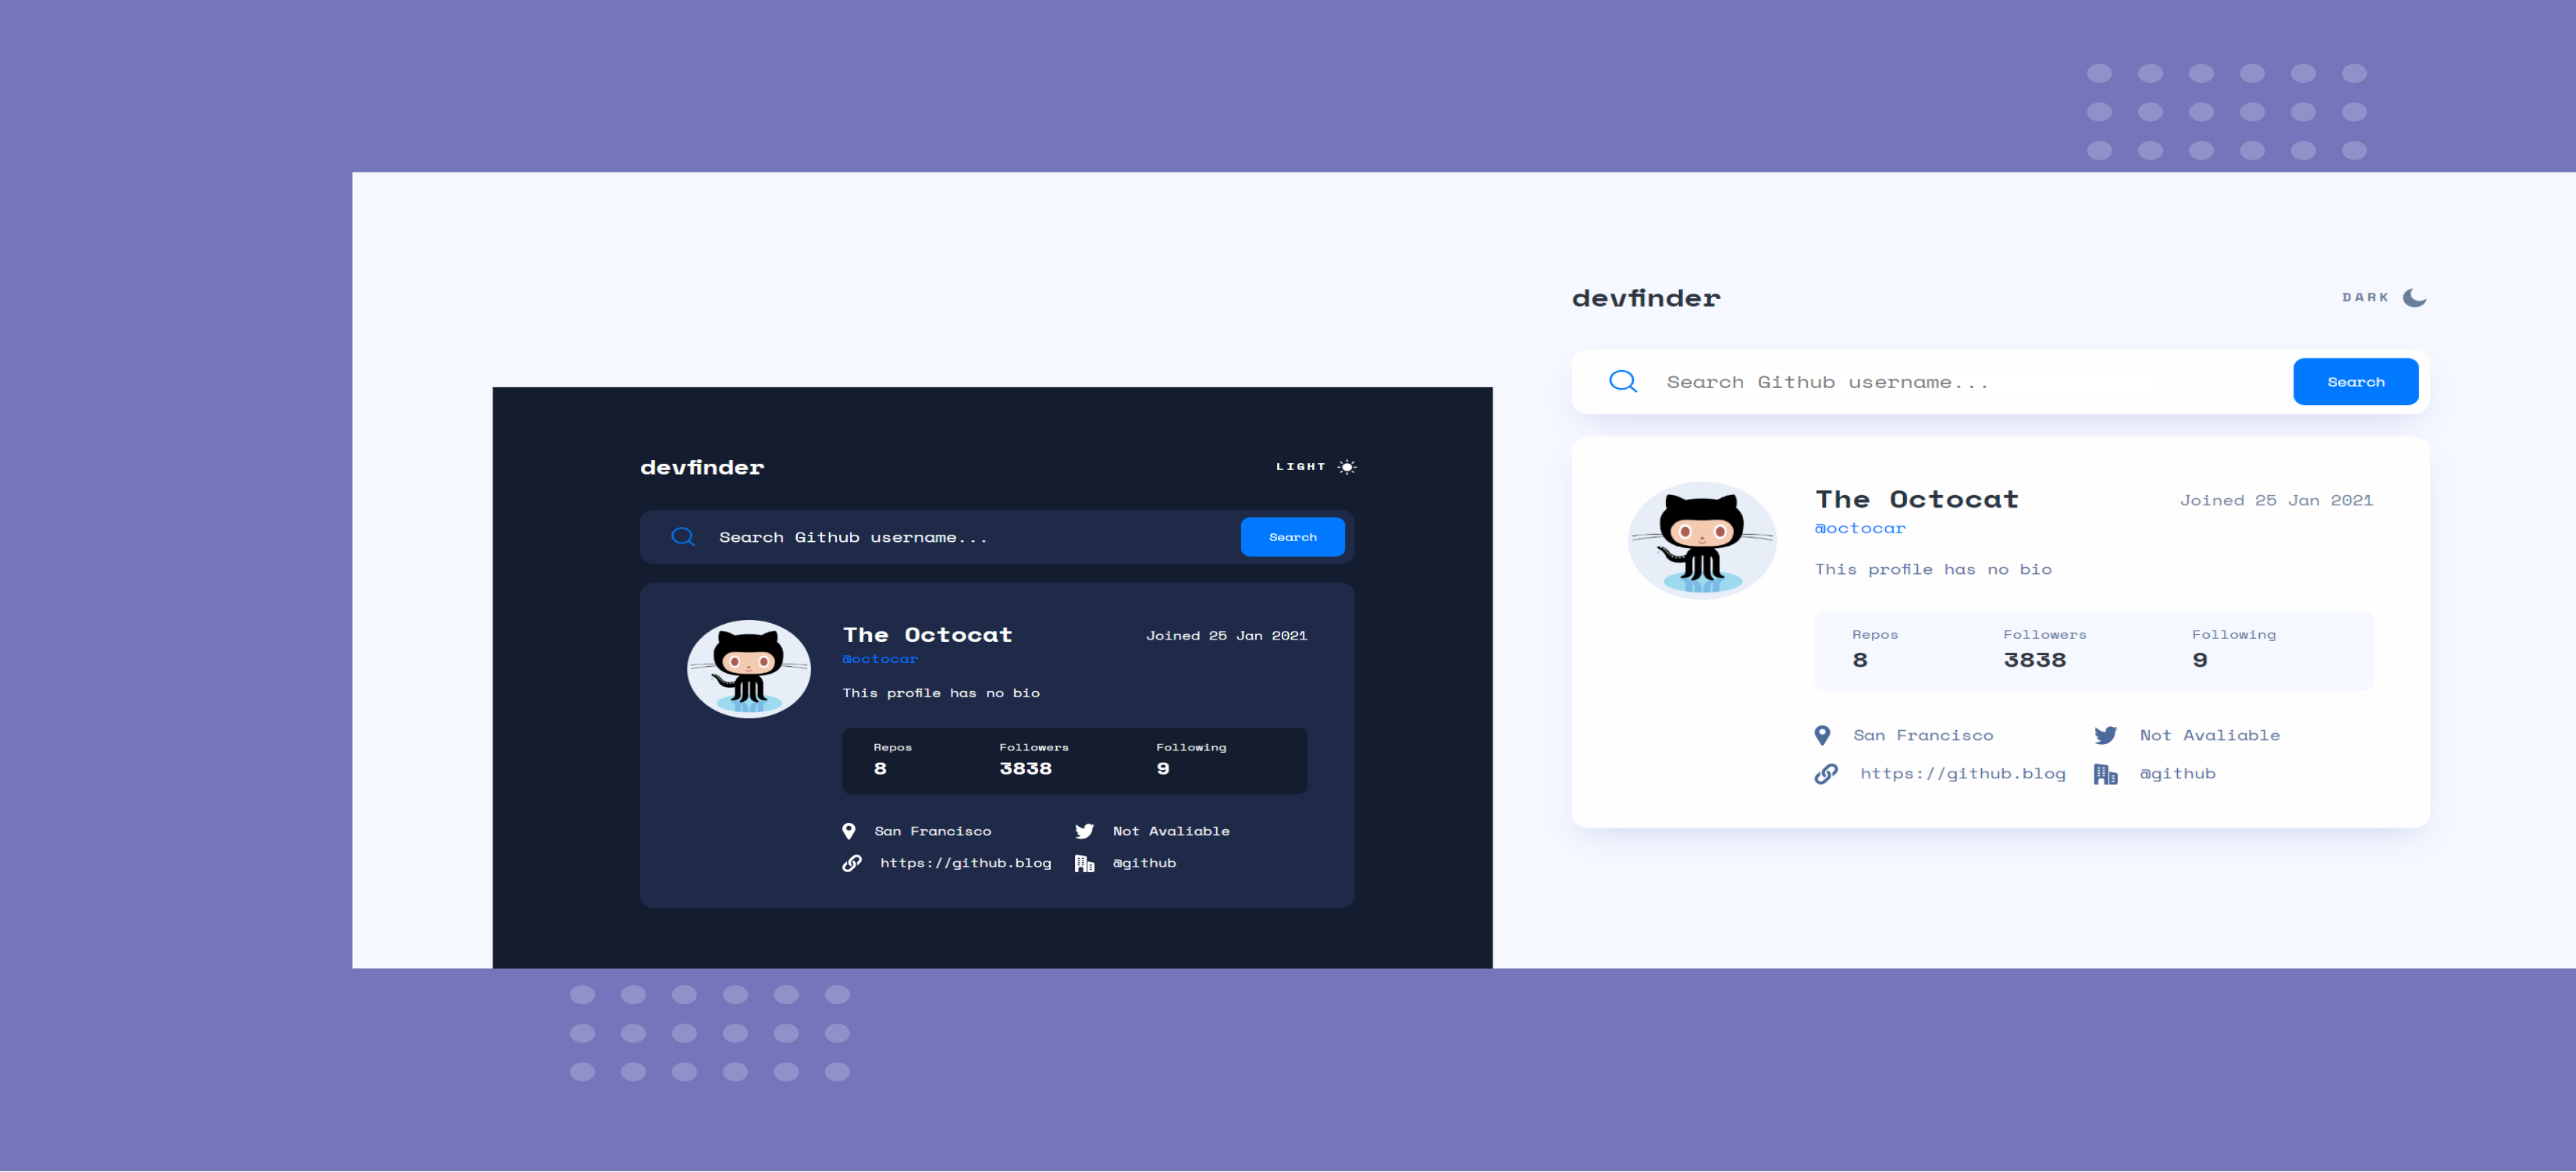 devfinder
LIGHT
Search Github username...
Search
The Octocat
Joined 25 Jan 2021
@octocar
This profile has no bio
Repos Followers Following
8 3838 9
San Francisco Not Avaliable
https://github.blog @github
devfinder
DARK
Search Github username...
Search
The Octocat
Joined 25 Jan 2021
@octocar
This profile has no bio
Repos Followers Following
8 3838 9
San Francisco Not Avaliable
https://github.blog @github